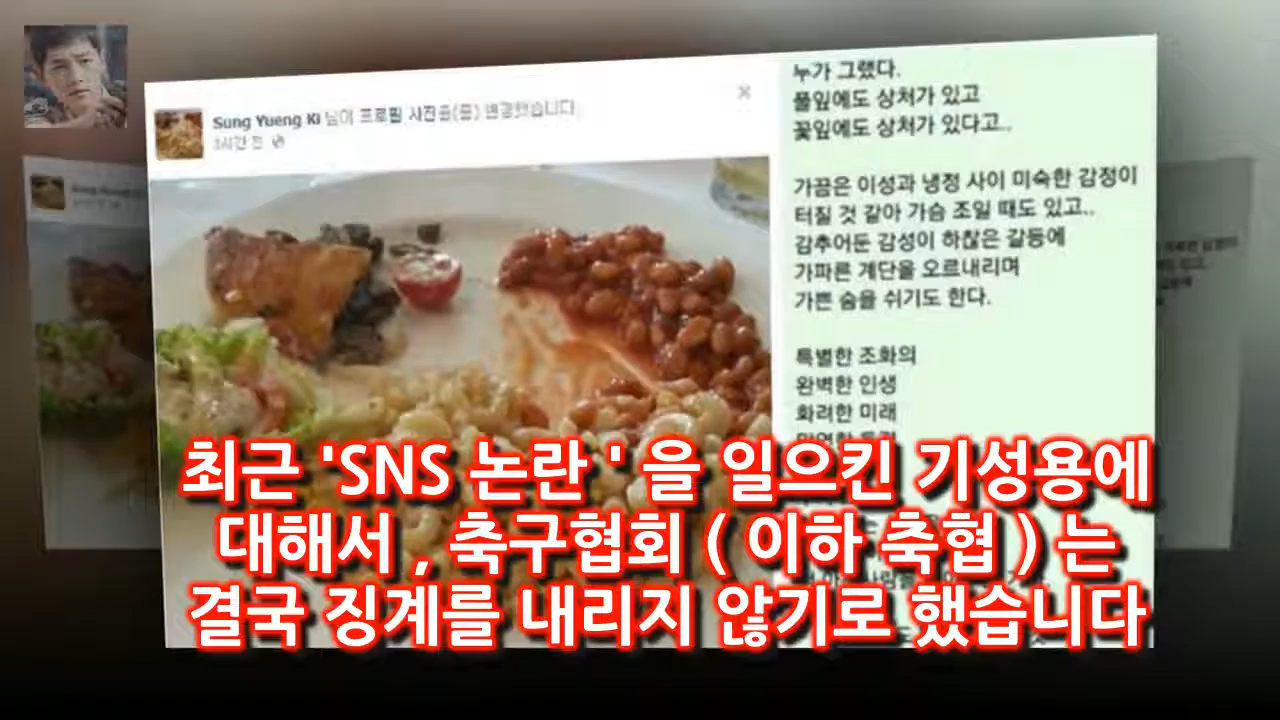 Sung Yueng Ki 님이 프로필 사진을(를) 변경했습니다.
3시간 전
누가 그랬다.
풀잎에도 상처가 있고
꽃잎에도 상처가 있다고..
가끔은 이성과 냉정 사이 미숙한 감정이
터질 것 같아 가슴 조일 때도 있고..
감추어둔 감성이 하찮은 갈등에
가파른 계단을 오르내리며
가쁜 숨을 쉬기도 한다.
특별한 조화의
완벽한 인생
화려한 미래
최근 'SNS 논란 ' 을 일으킨 기성용에
대해서 , 축구협회 ( 이하 축협 ) 는
결국 징계를 내리지 않기로 했습니다